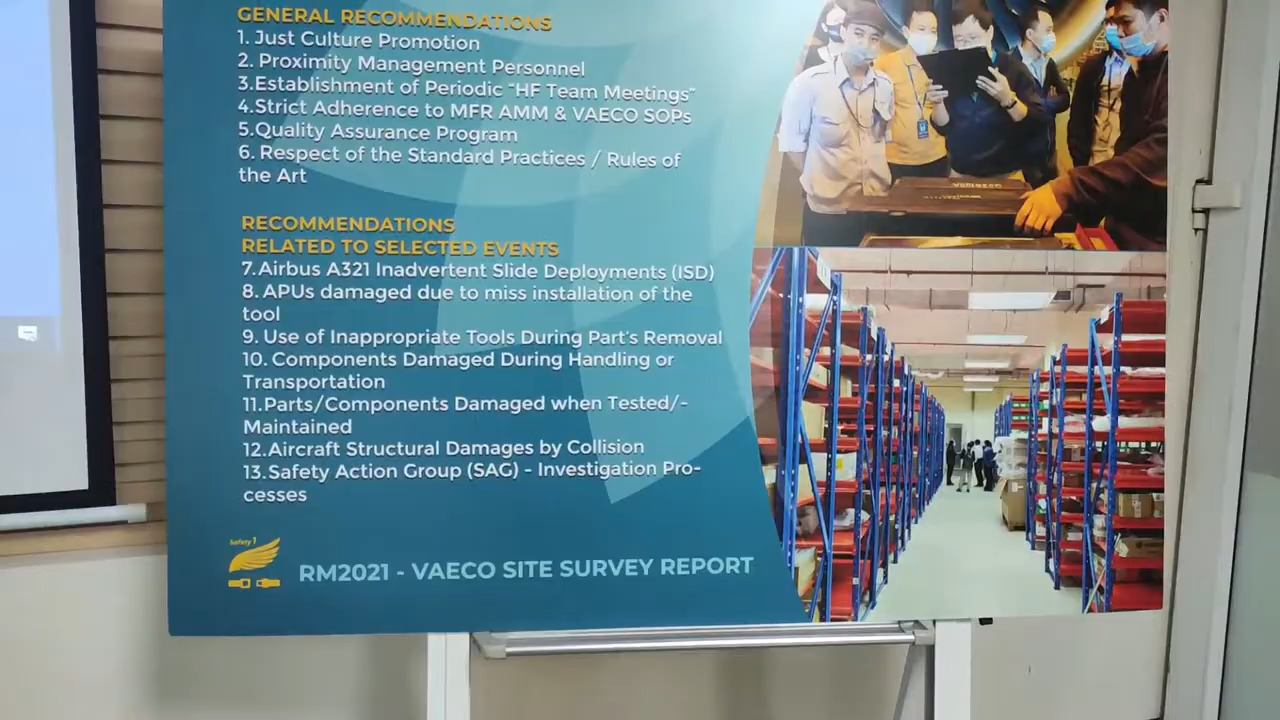 GENERAL RECOMMENDATIONS
1. Just Culture Promotion
2. Proximity Management Personnel
3.Establishment of Periodic "HF Team Meetings"
4.Strict Adherence to MFR AMM & VAECO SOPs
5.Quality Assurance Program
6. Respect of the Standard Practices / Rules of
the Art
RECOMMENDATIONS
RELATED TO SELECTED EVENTS
7.Airbus A321 Inadvertent Slide Deployments (ISD)
8. APUs damaged due to miss installation of the
tool
9. Use of Inappropriate Tools During Part's Removal
10. Components Damaged During Handling or
Transportation
11.Parts/Components Damaged when Tested/-
Maintained
12.Aircraft Structural Damages by Collision
13.Safety Action Group (SAG) - Investigation Pro-
cesses
Safety 1
RM2021 - VAECO SITE SURVEY REPORT